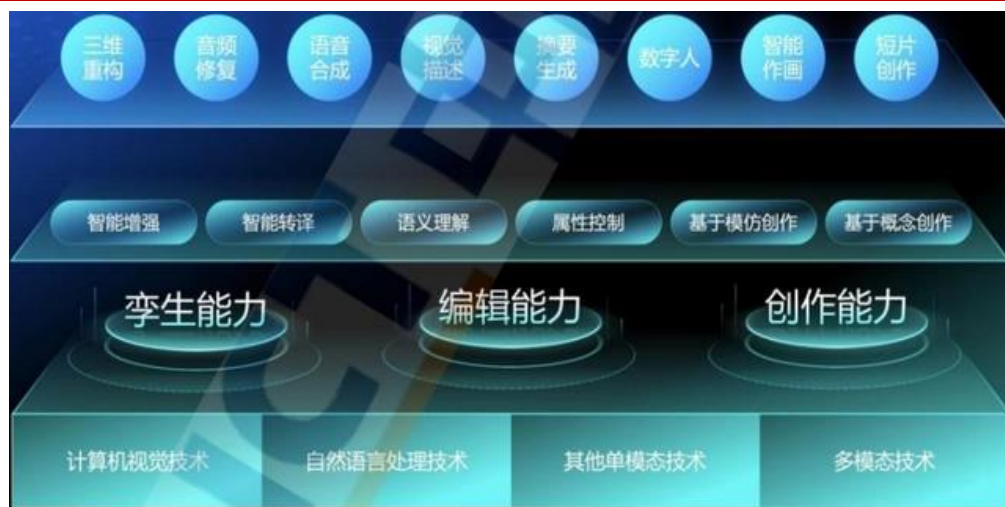 三维
重构
音频
修复
语音
合成
视觉
描述
摘要
生成
数字人
智能
作画
短片
创作
智能增强
智能转译
语义理解
属性控制
基于模仿创作
基于概念创作
孪生能力
编辑能力
创作能力
计算机视觉技术
自然语言处理技术
其他单模态技术
多模态技术